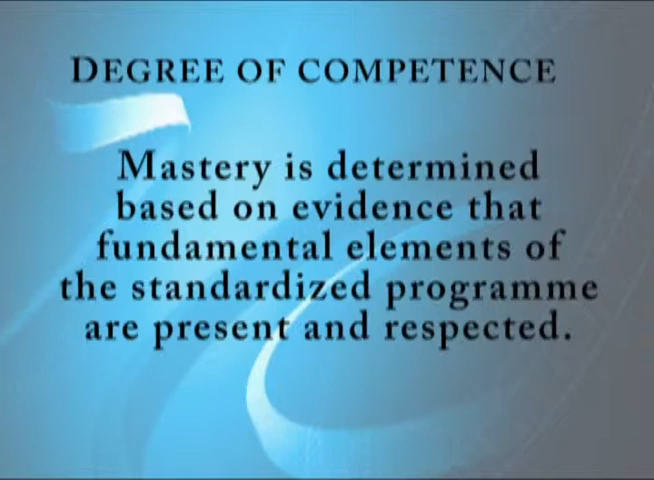 DEGREE OF COMPETENCE
Mastery is determined
based on evidence that
fundamental elements of
the standardized programme
are present and respected.